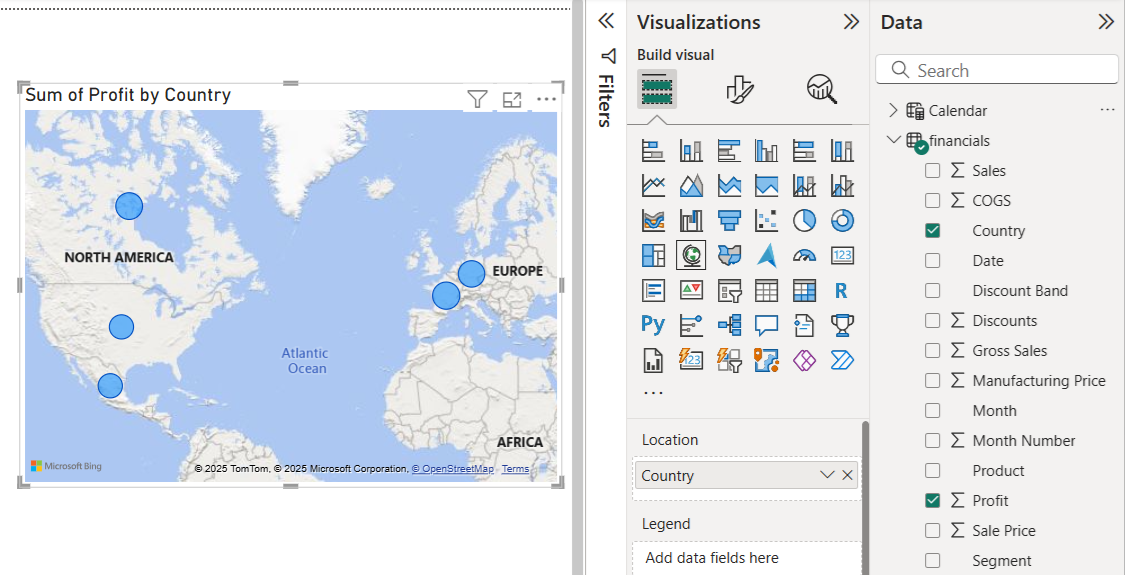 Sum of Profit by Country
NORTH AMERICA
EUROPE
Atlantic
Ocean
AFRICA
Microsoft Bing
© 2025 TomTom, © 2025 Microsoft Corporation, © OpenStreetMap Terms
Filters
Visualizations
Build visual
123
R
Py
123
...
Location
Country
Legend
Add data fields here
Data
Search
Calendar
financials
Σ Sales
Σ COGS
Country
Date
Discount Band
Σ Discounts
Σ Gross Sales
Σ Manufacturing Price
Month
Σ Month Number
Product
Σ Profit
Σ Sale Price
Segment